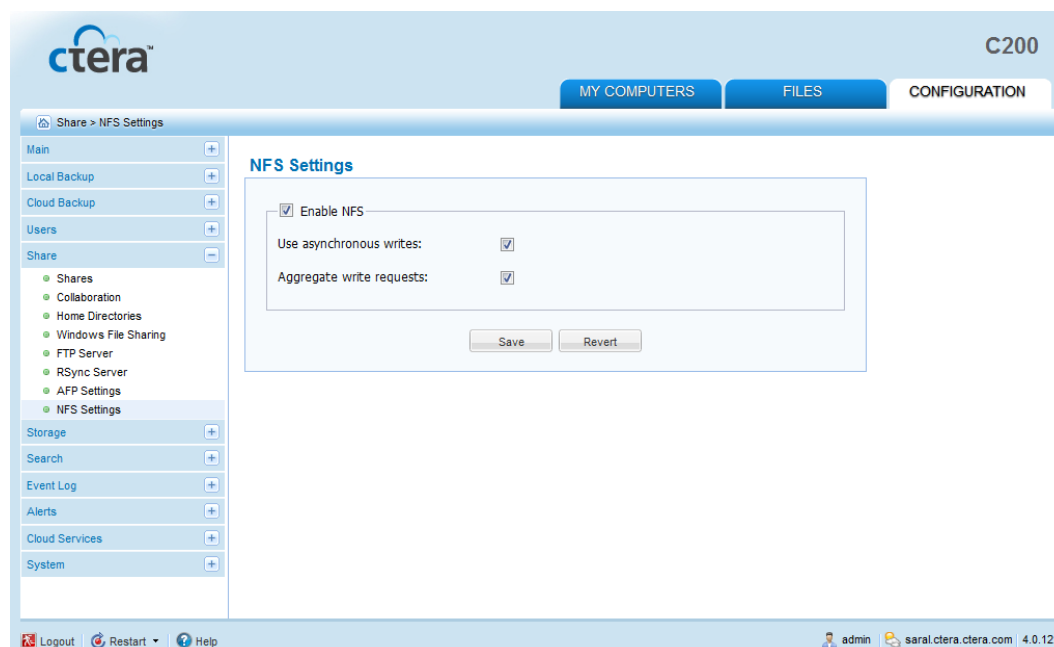 ctera™
C200
MY COMPUTERS FILES CONFIGURATION
Share > NFS Settings
Main
Local Backup
Cloud Backup
Users
Share
Shares
Collaboration
Home Directories
Windows File Sharing
FTP Server
RSync Server
AFP Settings
NFS Settings
Storage
Search
Event Log
Alerts
Cloud Services
System
NFS Settings
Enable NFS
Use asynchronous writes:
Aggregate write requests:
Save Revert
Logout Restart Help admin saral.ctera.ctera.com 4.0.12